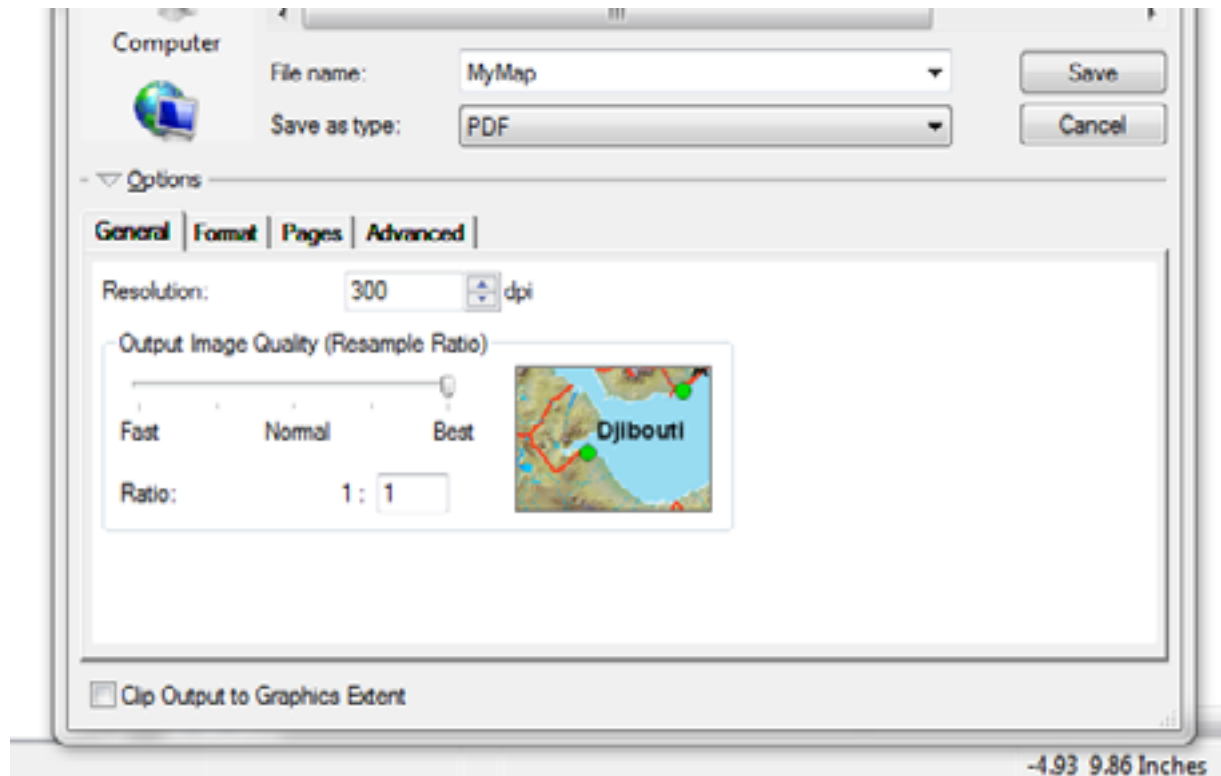 Computer
File name: MyMap Save
Save as type: PDF Cancel
Options
General Format Pages Advanced
Resolution: 300 dpi
Output Image Quality (Resample Ratio)
Fast Normal Best
Djibouti
Ratio: 1 : 1
Clip Output to Graphics Extent
-4.93 9.86 Inches